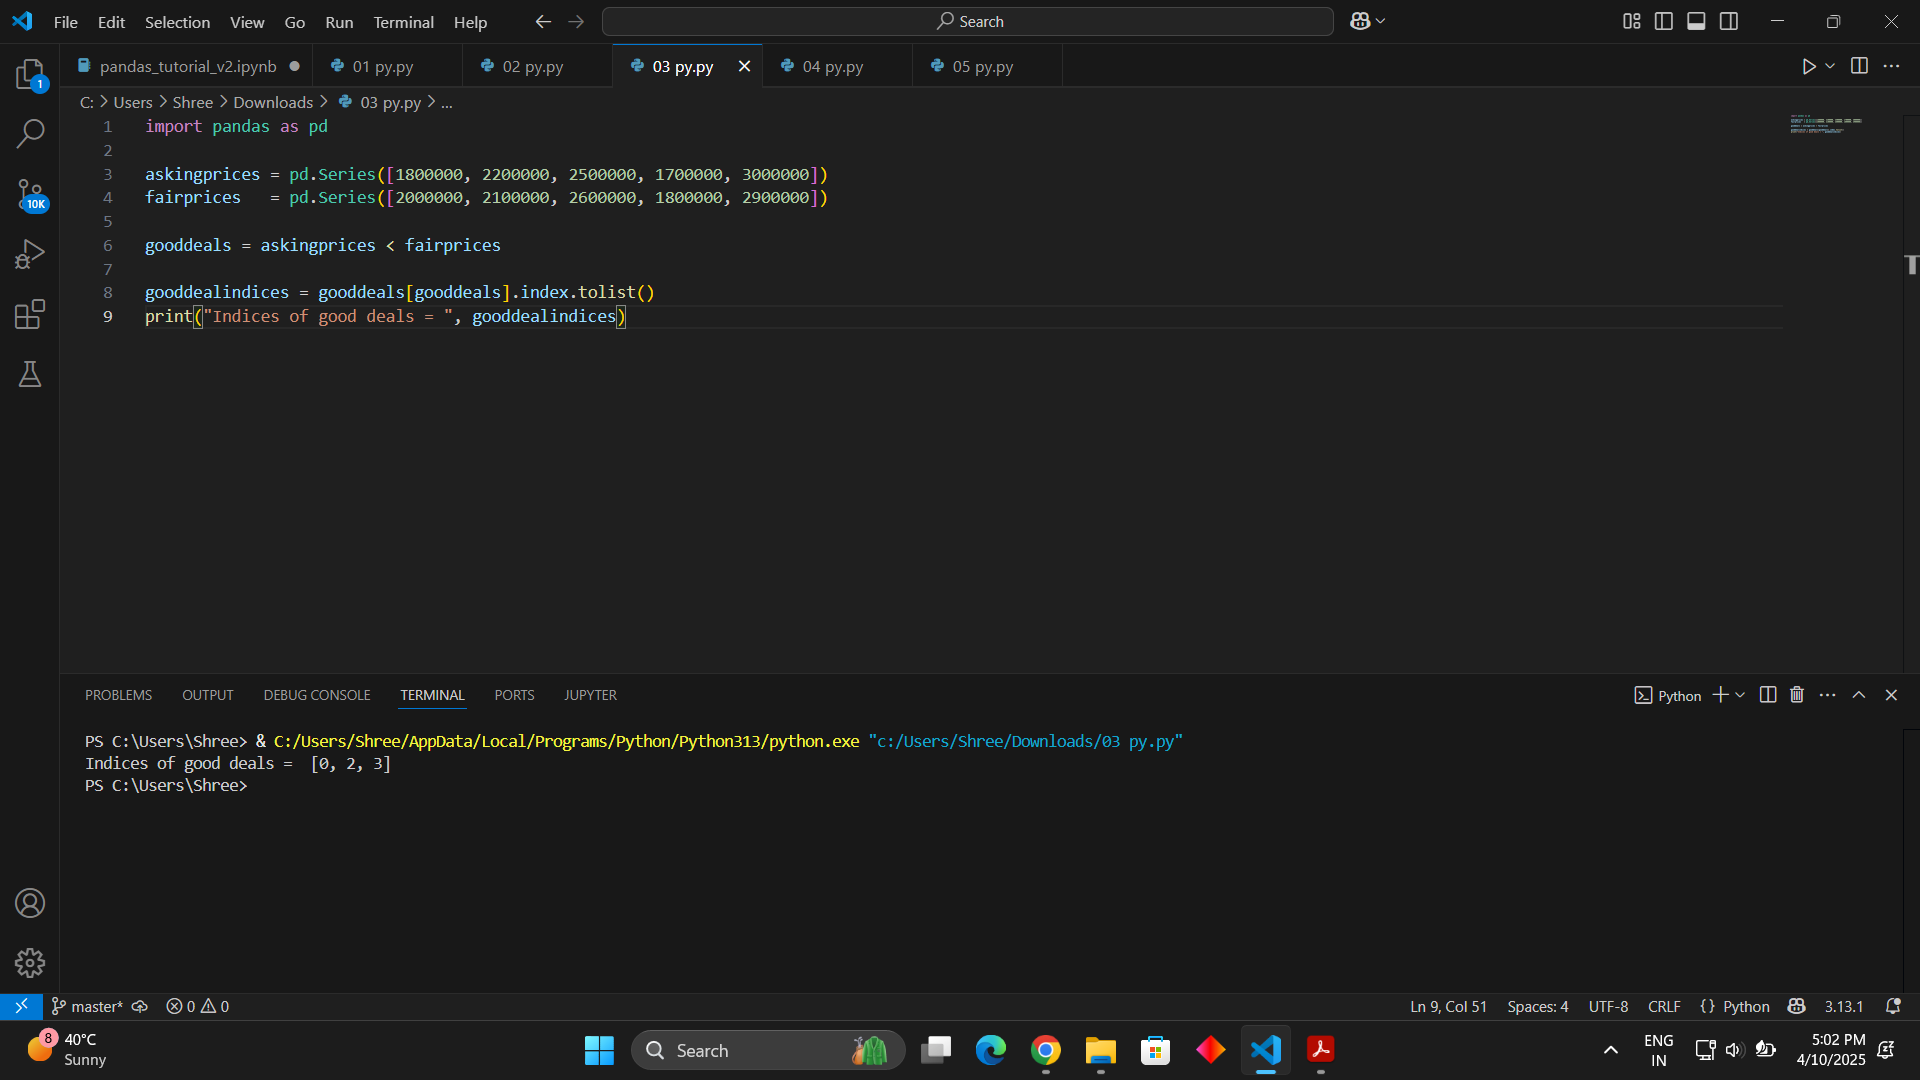 File Edit Selection View Go Run Terminal Help Search
pandas_tutorial_v2.ipynb 01 py.py 02 py.py 03 py.py 04 py.py 05 py.py
C: > Users > Shree > Downloads > 03 py.py > ...
1 import pandas as pd
2
3 askingprices = pd.Series([1800000, 2200000, 2500000, 1700000, 3000000])
4 fairprices   = pd.Series([2000000, 2100000, 2600000, 1800000, 2900000])
5
6 gooddeals = askingprices < fairprices
7
8 gooddealindices = gooddeals[gooddeals].index.tolist()
9 print("Indices of good deals = ", gooddealindices)
1
10K
PROBLEMS OUTPUT DEBUG CONSOLE TERMINAL PORTS JUPYTER Python
PS C:\Users\Shree> & C:/Users/Shree/AppData/Local/Programs/Python/Python313/python.exe "c:/Users/Shree/Downloads/03 py.py"
Indices of good deals =  [0, 2, 3]
PS C:\Users\Shree>
master* 0 0 Ln 9, Col 51 Spaces: 4 UTF-8 CRLF {} Python 3.13.1
8 40°C
Sunny
Search
ENG
IN
5:02 PM
4/10/2025